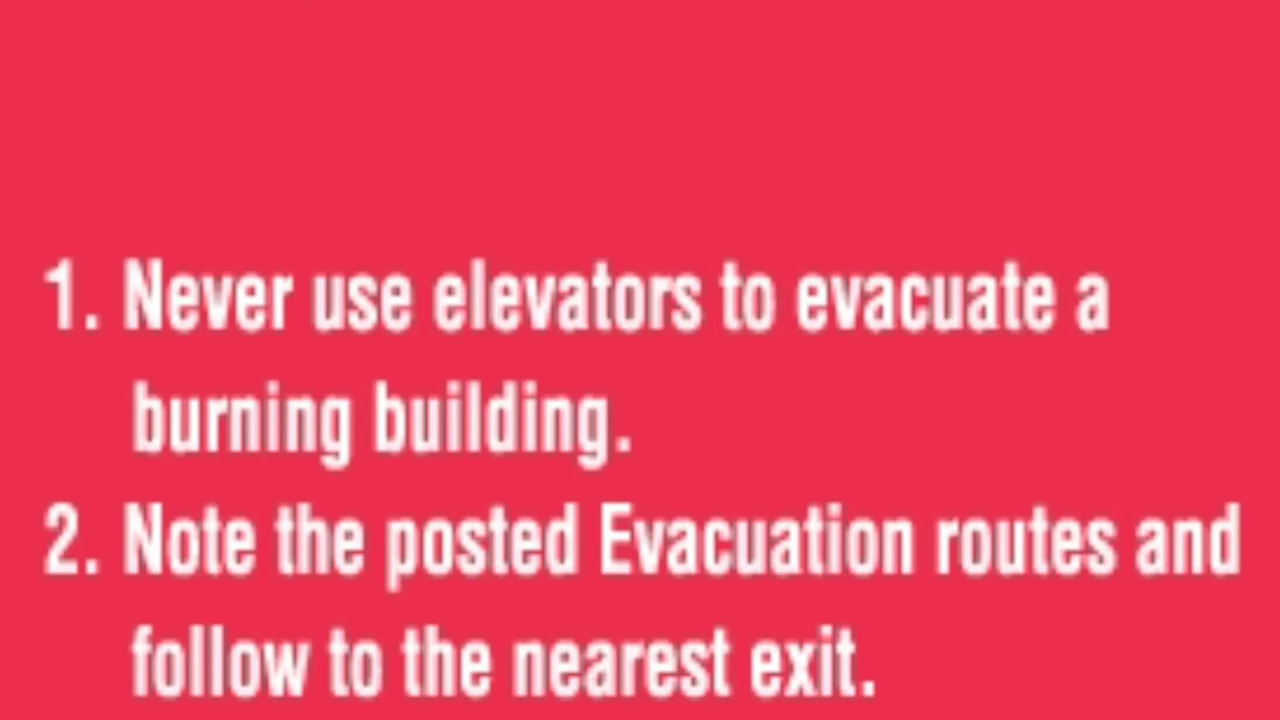 1. Never use elevators to evacuate a
burning building.
2. Note the posted Evacuation routes and
follow to the nearest exit.